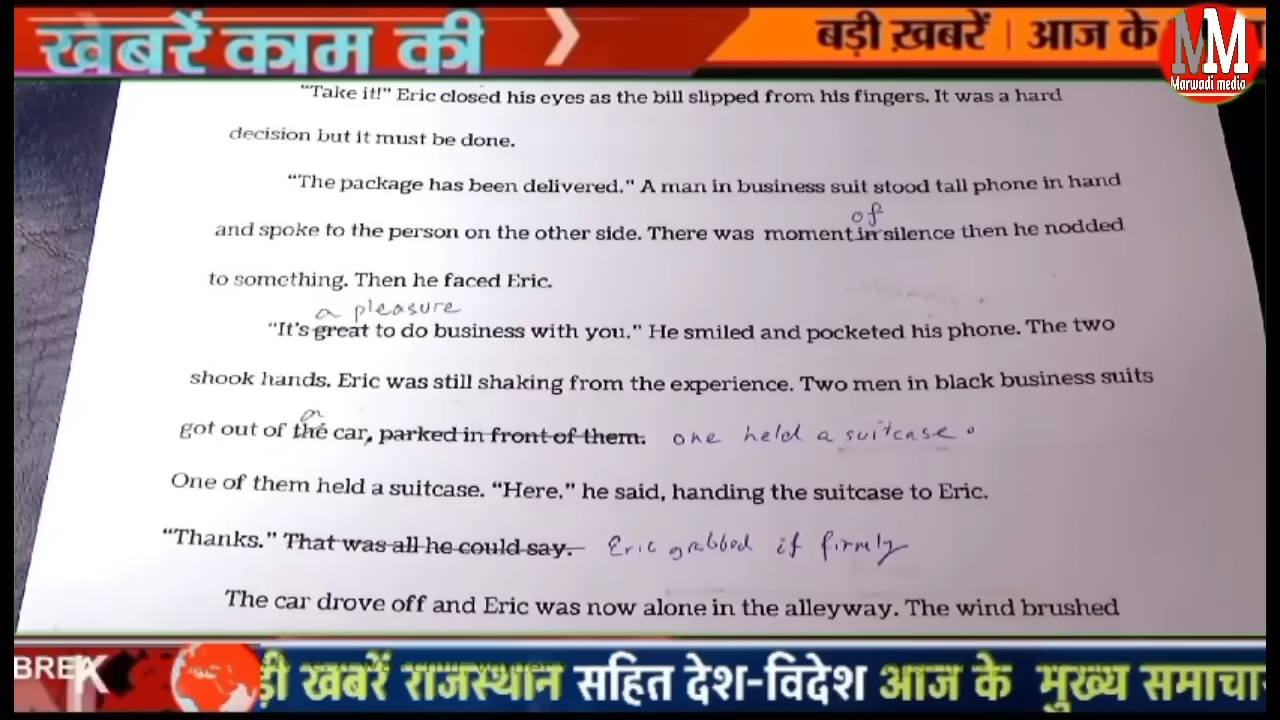 खबरें काम की
बड़ी ख़बरें | आज के
MM
Marwadi media
"Take it!" Eric closed his eyes as the bill slipped from his fingers. It was a hard
decision but it must be done.
"The package has been delivered." A man in business suit stood tall phone in hand
of
and spoke to the person on the other side. There was moment in silence then he nodded
to something. Then he faced Eric.
a pleasure
"It's great to do business with you." He smiled and pocketed his phone. The two
shook hands. Eric was still shaking from the experience. Two men in black business suits
a
got out of the car, parked in front of them. one held a suitcase.
One of them held a suitcase. "Here." he said, handing the suitcase to Eric.
"Thanks." That was all he could say. Eric grabbed it firmly
The car drove off and Eric was now alone in the alleyway. The wind brushed
BREK
खबरें राजस्थान सहित देश-विदेश आज के मुख्य